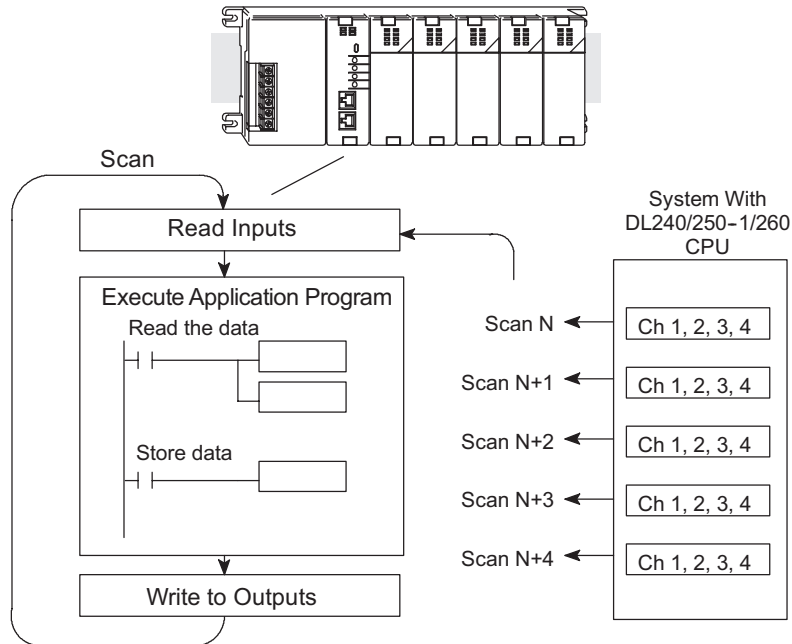 Scan
Read Inputs
Execute Application Program
Read the data
Store data
Write to Outputs
System With
DL240/250-1/260
CPU
Scan N
Ch 1, 2, 3, 4
Scan N+1
Ch 1, 2, 3, 4
Scan N+2
Ch 1, 2, 3, 4
Scan N+3
Ch 1, 2, 3, 4
Scan N+4
Ch 1, 2, 3, 4